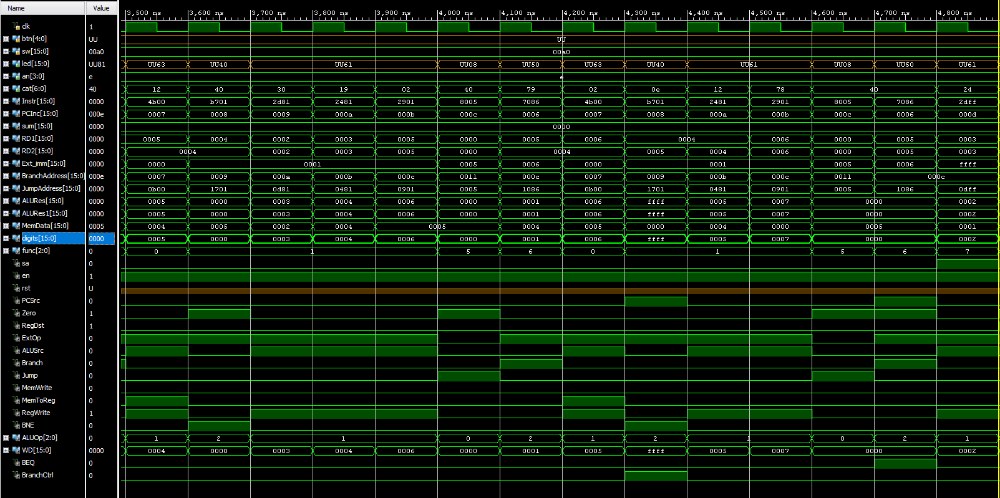 Name Value 3,500 ns 3,600 ns 3,700 ns 3,800 ns 3,900 ns 4,000 ns 4,100 ns 4,200 ns 4,300 ns 4,400 ns 4,500 ns 4,600 ns 4,700 ns 4,800 ns
clk 1
btn[4:0] UU UU
sw[15:0] 00a0 00a0
led[15:0] UU81 UU63 UU40 UU61 UU08 UU50 UU63 UU40 UU61 UU08 UU50 UU61
an[3:0] e e
cat[6:0] 40 12 40 30 19 02 40 79 02 0e 12 78 40 24
Instr[15:0] 0000 4b00 b701 2d81 2481 2901 8005 7086 4b00 b701 2481 2901 8005 7086 2dff
PCInc[15:0] 000e 0007 0008 0009 000a 000b 000c 0006 0007 0008 000a 000b 000c 0006 000d
sum[15:0] 0000 0000
RD1[15:0] 0000 0005 0004 0002 0003 0005 0000 0005 0006 0004 0006 0000 0005 0003
RD2[15:0] 0000 0004 0002 0003 0005 0000 0004 0005 0004 0006 0000 0005 0003
Ext_imm[15:0] 0000 0000 0001 0005 0006 0000 0001 0005 0006 ffff
BranchAddress[15:0] 000e 0007 0009 000a 000b 000c 0011 000c 0007 0009 000b 000c 0011 000c
JumpAddress[15:0] 0000 0b00 1701 0d81 0481 0901 0005 1086 0b00 1701 0481 0901 0005 1086 0dff
ALURes[15:0] 0000 0005 0000 0003 0004 0006 0000 0001 0006 ffff 0005 0007 0000 0002
ALURes1[15:0] 0000 0005 0000 0003 0004 0006 0000 0001 0006 ffff 0005 0007 0000 0002
MemData[15:0] 0005 0004 0005 0002 0004 0005 0004 0005 0000 0004 0000 0005 0001
digits[15:0] 0000 0005 0000 0003 0004 0006 0000 0001 0006 ffff 0005 0007 0000 0002
func[2:0] 0 0 1 5 6 0 1 5 6 7
sa 0
en 1
rst U
PCSrc 0
Zero 1
RegDst 1
ExtOp 0
ALUSrc 0
Branch 0
Jump 0
MemWrite 0
MemToReg 0
RegWrite 1
BNE 0
ALUOp[2:0] 0 1 2 1 0 2 1 2 1 0 2 1
WD[15:0] 0000 0004 0000 0003 0004 0006 0000 0001 0005 ffff 0005 0007 0000 0002
BEQ 0
BranchCtrl 0